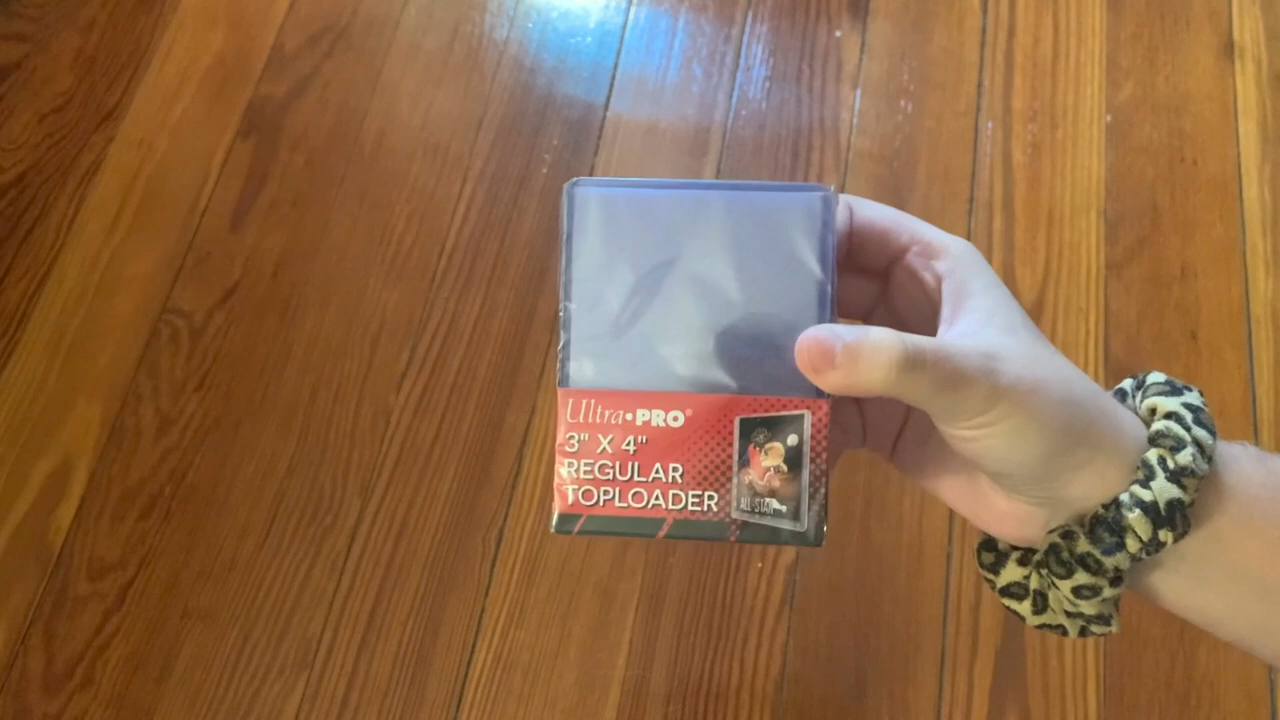 Ultra•PRO®
3" X 4"
REGULAR
TOPLOADER
ALL-STAR